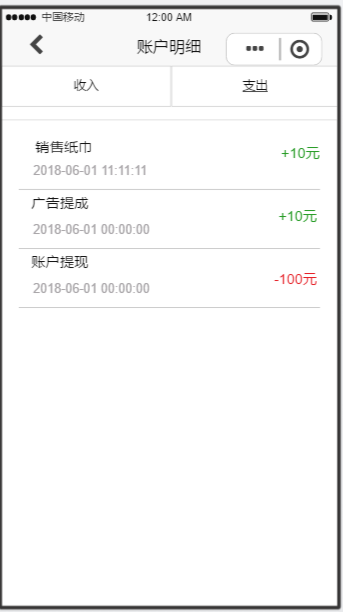 中国移动 12:00 AM
账户明细
收入 支出
销售纸巾 +10元
2018-06-01 11:11:11
广告提成 +10元
2018-06-01 00:00:00
账户提现 -100元
2018-06-01 00:00:00